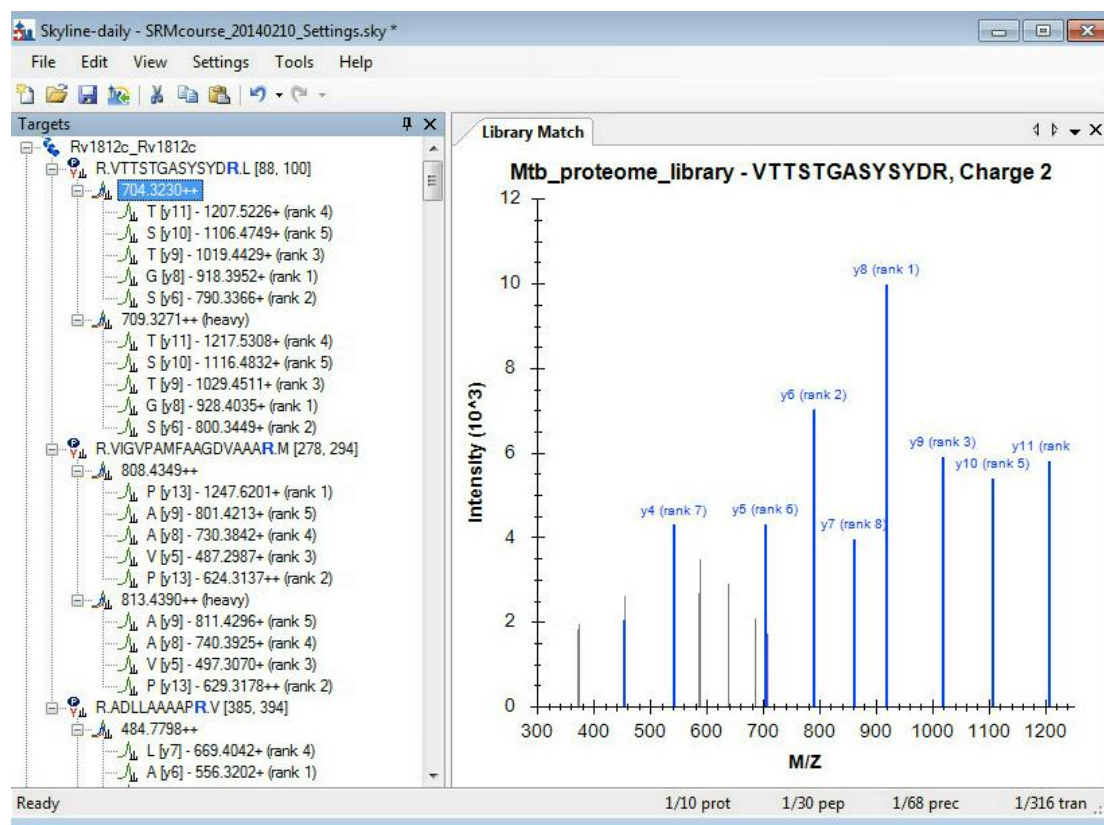 Skyline-daily - SRMcourse_20140210_Settings.sky *
File Edit View Settings Tools Help
Targets
Rv1812c_Rv1812c
R.VTTSTGASYSYDR.L [88, 100]
704.3230++
T [y11] - 1207.5226+ (rank 4)
S [y10] - 1106.4749+ (rank 5)
T [y9] - 1019.4429+ (rank 3)
G [y8] - 918.3952+ (rank 1)
S [y6] - 790.3366+ (rank 2)
709.3271++ (heavy)
T [y11] - 1217.5308+ (rank 4)
S [y10] - 1116.4832+ (rank 5)
T [y9] - 1029.4511+ (rank 3)
G [y8] - 928.4035+ (rank 1)
S [y6] - 800.3449+ (rank 2)
R.VIGVPAMFAAGDVAAAR.M [278, 294]
808.4349++
P [y13] - 1247.6201+ (rank 1)
A [y9] - 801.4213+ (rank 5)
A [y8] - 730.3842+ (rank 4)
V [y5] - 487.2987+ (rank 3)
P [y13] - 624.3137++ (rank 2)
813.4390++ (heavy)
A [y9] - 811.4296+ (rank 5)
A [y8] - 740.3925+ (rank 4)
V [y5] - 497.3070+ (rank 3)
P [y13] - 629.3178++ (rank 2)
R.ADLLAAAAPR.V [385, 394]
484.7798++
L [y7] - 669.4042+ (rank 4)
A [y6] - 556.3202+ (rank 1)
Library Match
Mtb_proteome_library - VTTSTGASYSYDR, Charge 2
Intensity (10^3)
12
10
8
6
4
2
0
y8 (rank 1)
y6 (rank 2)
y9 (rank 3)
y11 (rank
y10 (rank 5)
y4 (rank 7)
y5 (rank 6)
y7 (rank 8)
300 400 500 600 700 800 900 1000 1100 1200
M/Z
Ready 1/10 prot 1/30 pep 1/68 prec 1/316 tran